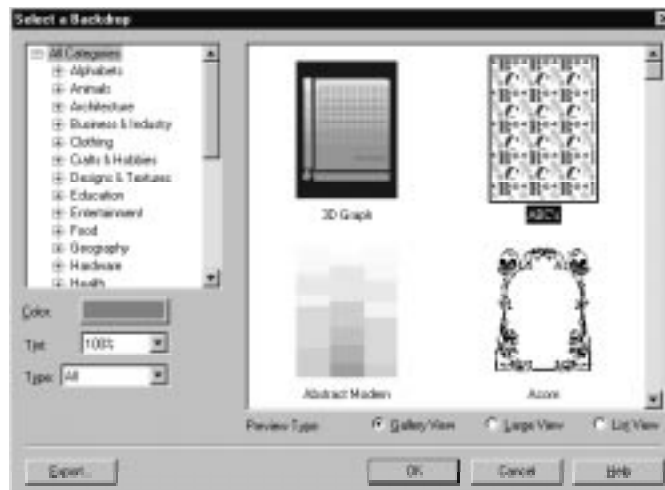 Select a Backdrop
All Categories
Alphabets
Animals
Architecture
Business & Industry
Clothing
Crafts & Hobbies
Designs & Textures
Education
Entertainment
Food
Geography
Hardware
Health
Color:
Tint: 100%
Type: All
3D Graph
ABC's
Abstract Modern
Acorn
Preview Type:
Gallery View
Large View
List View
Export...
OK
Cancel
Help